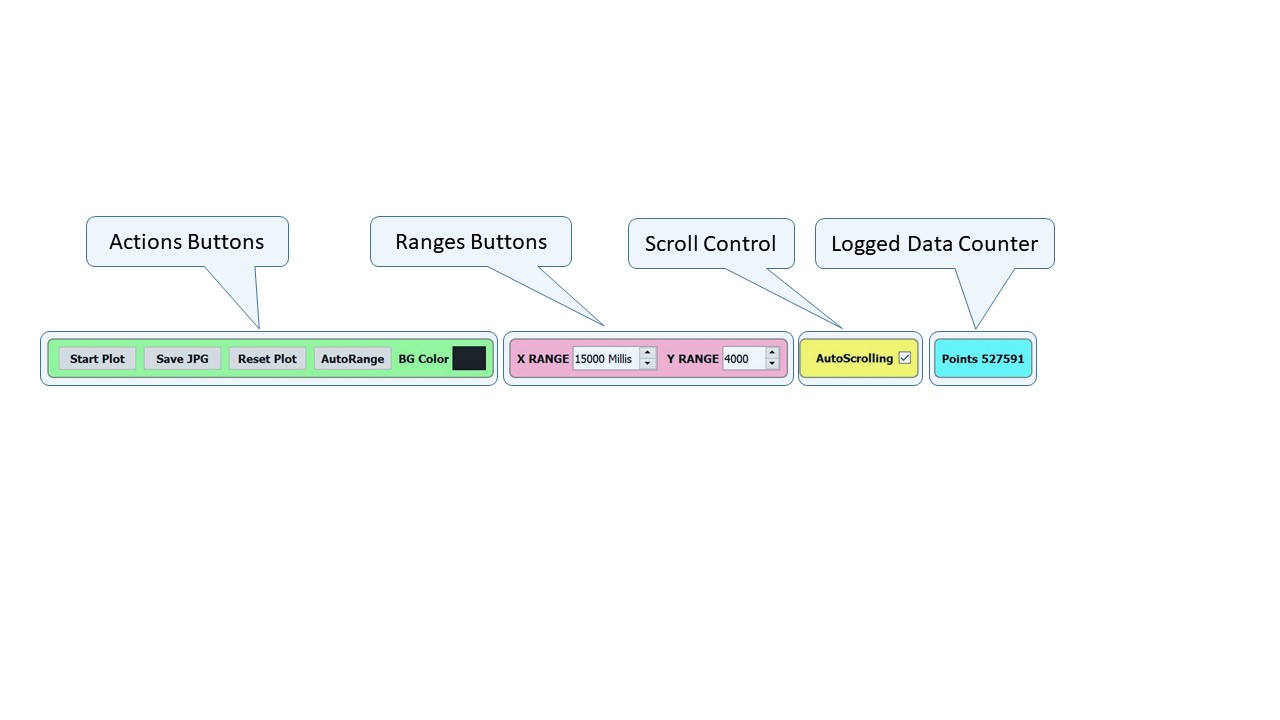 Actions Buttons
Ranges Buttons
Scroll Control
Logged Data Counter
Start Plot
Save JPG
Reset Plot
AutoRange
BG Color
X RANGE
15000 Millis
Y RANGE
4000
AutoScrolling
Points 527591